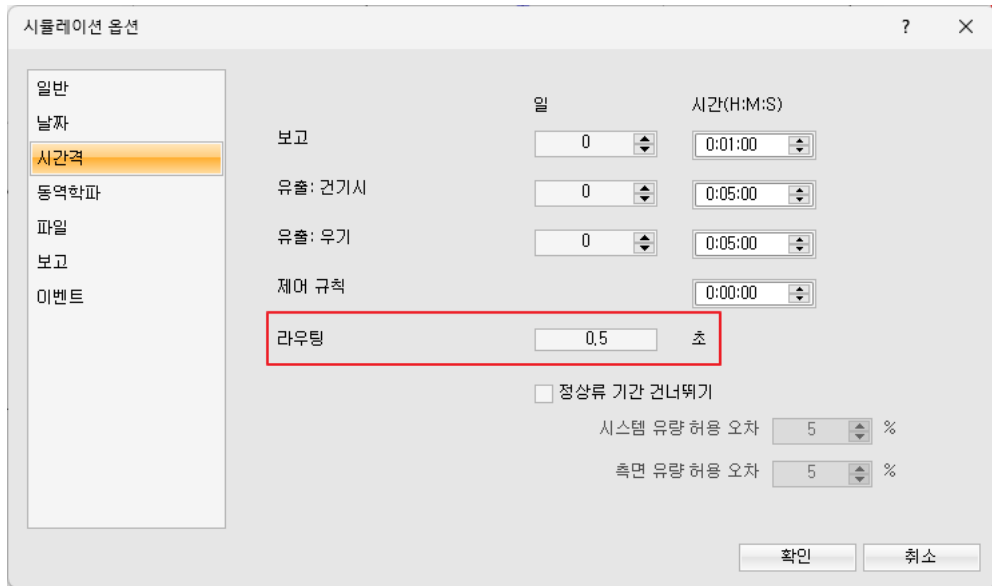 시뮬레이션 옵션 ? ×
일반
날짜
시간격
동역학파
파일
보고
이벤트
일 시간(H:M:S)
보고 0 0:01:00
유출: 건기시 0 0:05:00
유출: 우기 0 0:05:00
제어 규칙 0:00:00
라우팅 0.5 초
정상류 기간 건너뛰기
시스템 유량 허용 오차 5 %
측면 유량 허용 오차 5 %
확인 취소